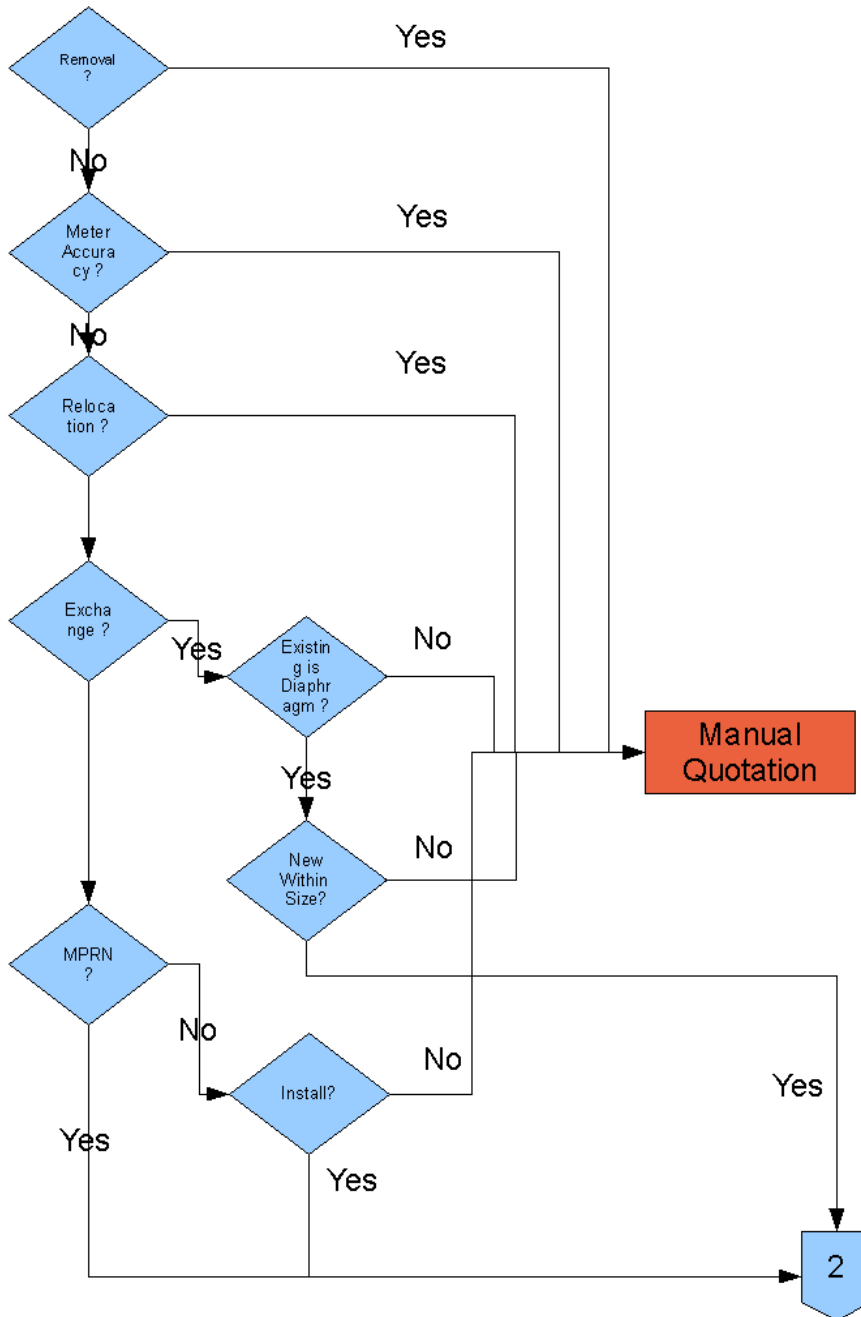 Yes
Removal
?
No
Yes
Meter
Accura
cy ?
No
Yes
Reloca
tion ?
Excha
nge ?
Yes
Existin
g is
Diaphr
agm ?
No
Manual
Quotation
Yes
New
Within
Size?
No
MPRN
?
No
Install?
No
Yes
Yes
Yes
2